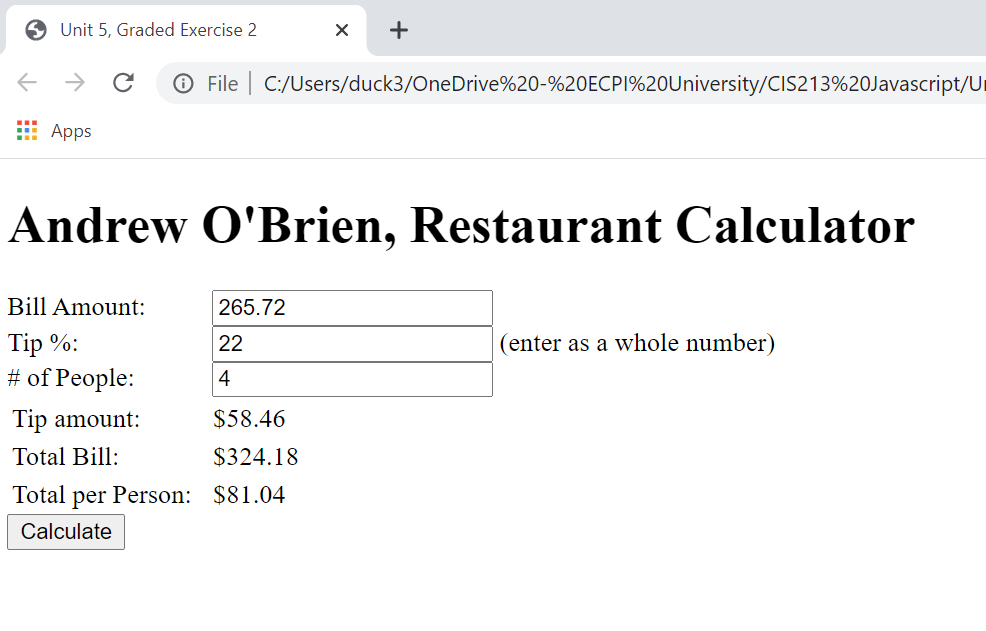 Unit 5, Graded Exercise 2
File | C:/Users/duck3/OneDrive%20-%20ECPI%20University/CIS213%20Javascript/
Apps
Andrew O'Brien, Restaurant Calculator
Bill Amount: 265.72
Tip %: 22 (enter as a whole number)
# of People: 4
Tip amount: $58.46
Total Bill: $324.18
Total per Person: $81.04
Calculate